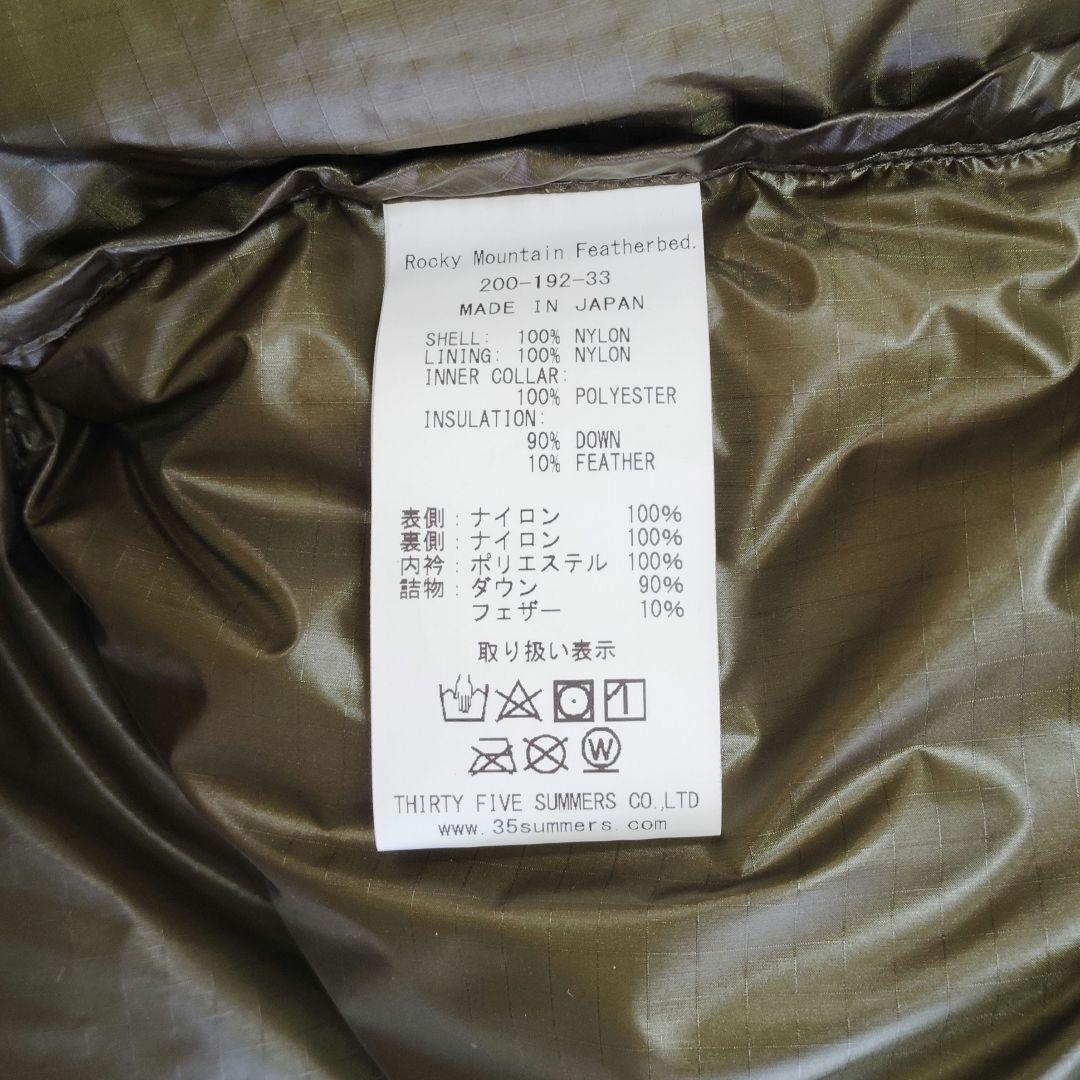 Rocky Mountain Featherbed.
200-192-33
MADE IN JAPAN
SHELL: 100% NYLON
LINING: 100% NYLON
INNER COLLAR:
100% POLYESTER
INSULATION:
90% DOWN
10% FEATHER
表側:ナイロン 100%
裏側:ナイロン 100%
内衿:ポリエステル 100%
詰物:ダウン 90%
フェザー 10%
取り扱い表示
W
THIRTY FIVE SUMMERS CO.,LTD
www.35summers.com